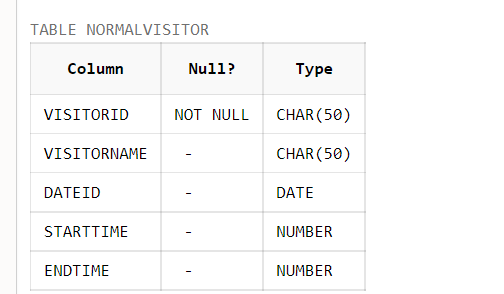 TABLE NORMALVISITOR
Column Null? Type
VISITORID NOT NULL CHAR(50)
VISITORNAME - CHAR(50)
DATEID - DATE
STARTTIME - NUMBER
ENDTIME - NUMBER